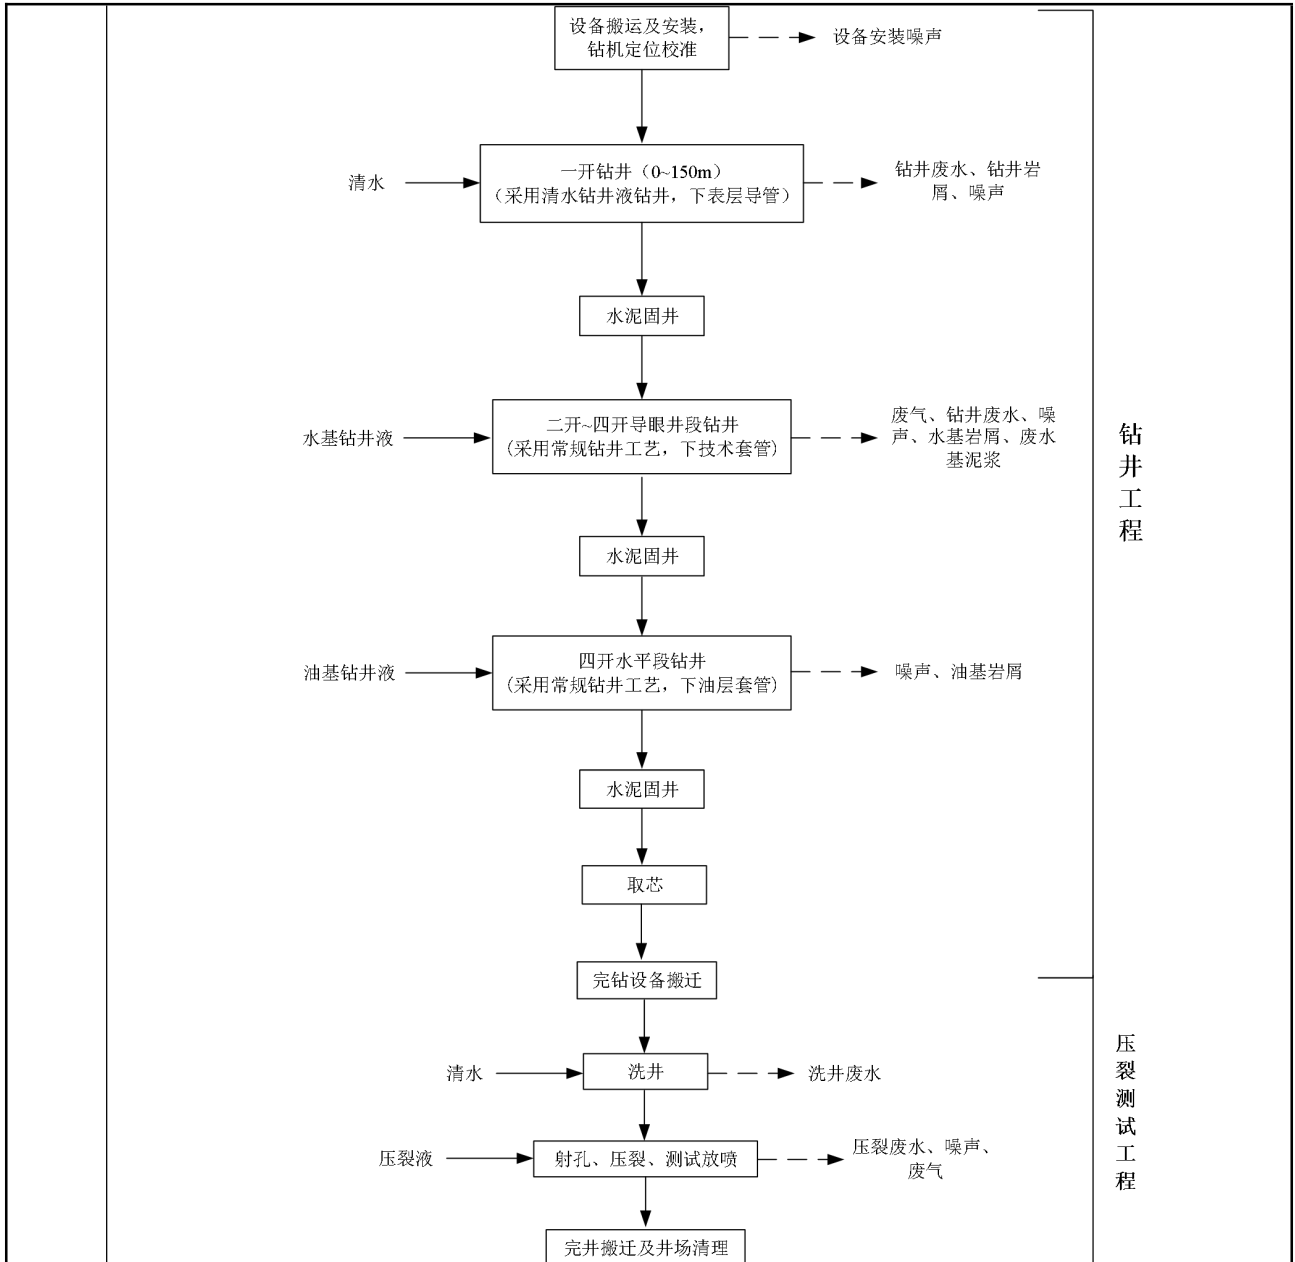 设备搬运及安装，
钻机定位校准
设备安装噪声
一开钻井（0~150m）
（采用清水钻井液钻井，下表层导管）
清水
钻井废水、钻井岩
屑、噪声
水泥固井
二开~四开导眼井段钻井
(采用常规钻井工艺，下技术套管)
水基钻井液
废气、钻井废水、噪
声、水基岩屑、废水
基泥浆
钻井工程
水泥固井
四开水平段钻井
(采用常规钻井工艺，下油层套管)
油基钻井液
噪声、油基岩屑
水泥固井
取芯
完钻设备搬迁
清水
洗井
洗井废水
压裂液
射孔、压裂、测试放喷
压裂废水、噪声、
废气
压裂测试工程
完井搬迁及井场清理